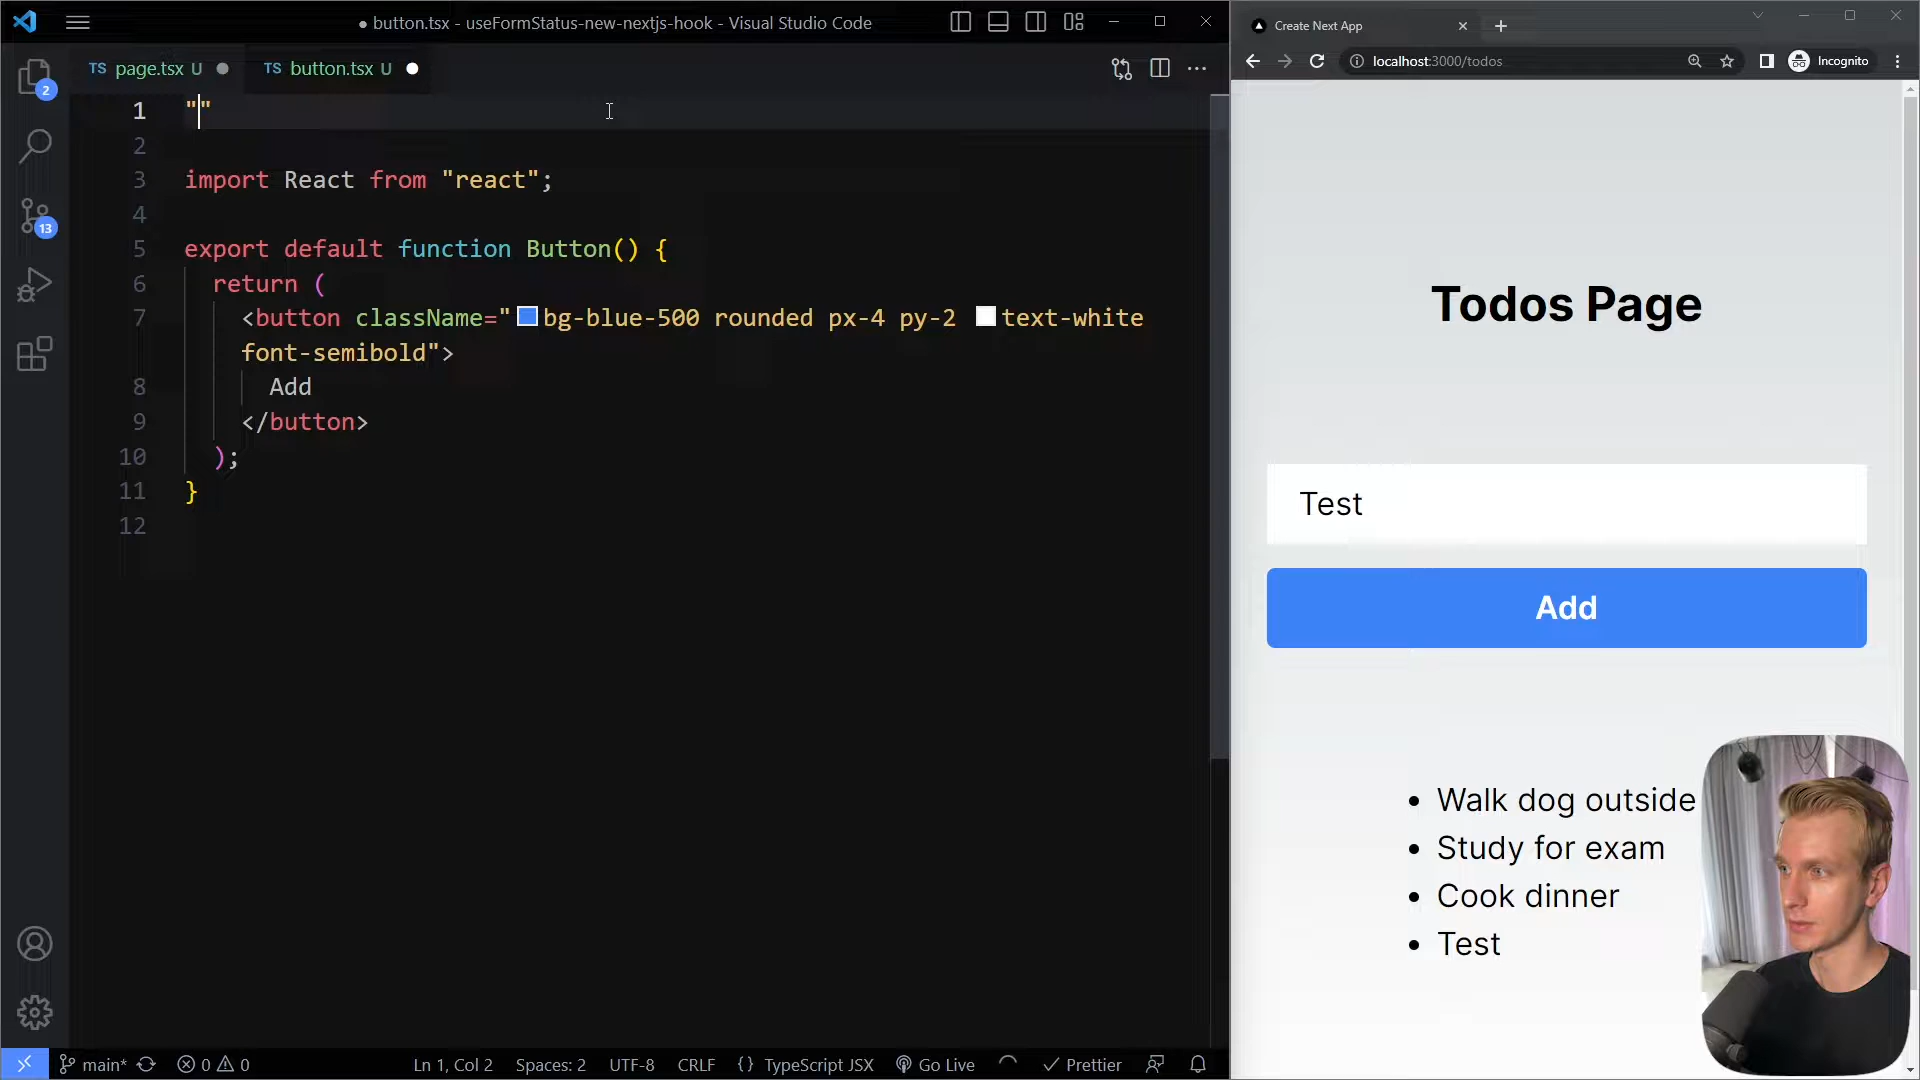 ● button.tsx - useFormStatus-new-nextjs-hook - Visual Studio Code
TS page.tsx U ●
TS button.tsx U ●
1 ""
2
3 import React from "react";
4
5 export default function Button() {
6 return (
7 <button className="bg-blue-500 rounded px-4 py-2 text-white
font-semibold">
8 Add
9 </button>
10 );
11 }
12
2
13
main*
0 0
Ln 1, Col 2
Spaces: 2
UTF-8
CRLF
{} TypeScript JSX
Go Live
Prettier
Create Next App
localhost:3000/todos
Incognito
Todos Page
Test
Add
• Walk dog outside
• Study for exam
• Cook dinner
• Test